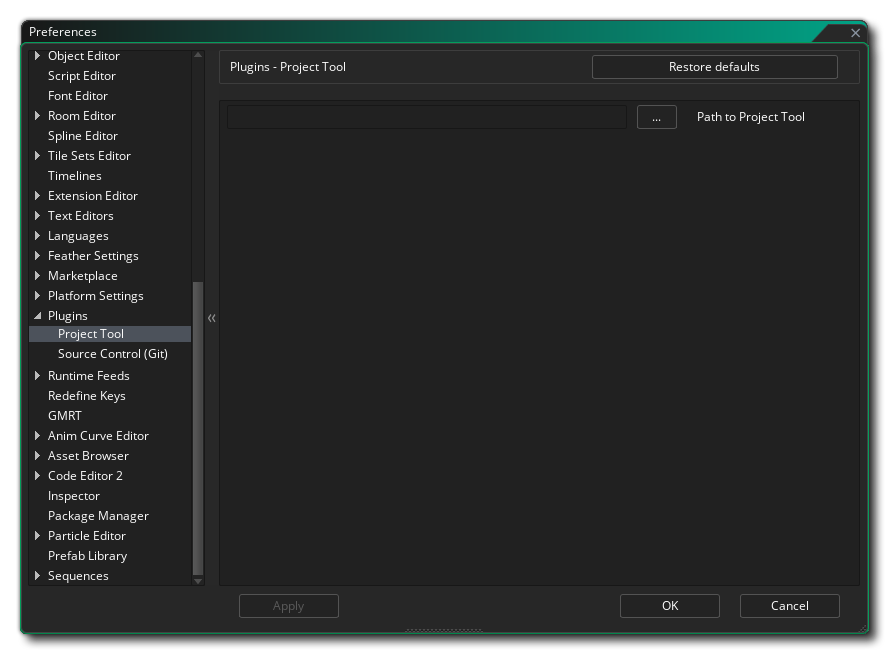 Preferences
Object Editor
Script Editor
Font Editor
Room Editor
Spline Editor
Tile Sets Editor
Timelines
Extension Editor
Text Editors
Languages
Feather Settings
Marketplace
Platform Settings
Plugins
Project Tool
Source Control (Git)
Runtime Feeds
Redefine Keys
GMRT
Anim Curve Editor
Asset Browser
Code Editor 2
Inspector
Package Manager
Particle Editor
Prefab Library
Sequences
Plugins - Project Tool
Restore defaults
...
Path to Project Tool
Apply
OK
Cancel